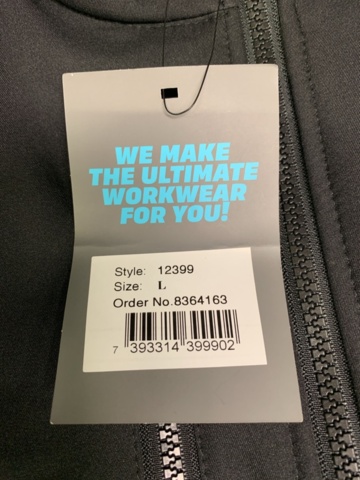 WE MAKE
THE ULTIMATE
WORKWEAR
FOR YOU!
Style: 12399
Size: L
Order No.8364163
7 393314 399902